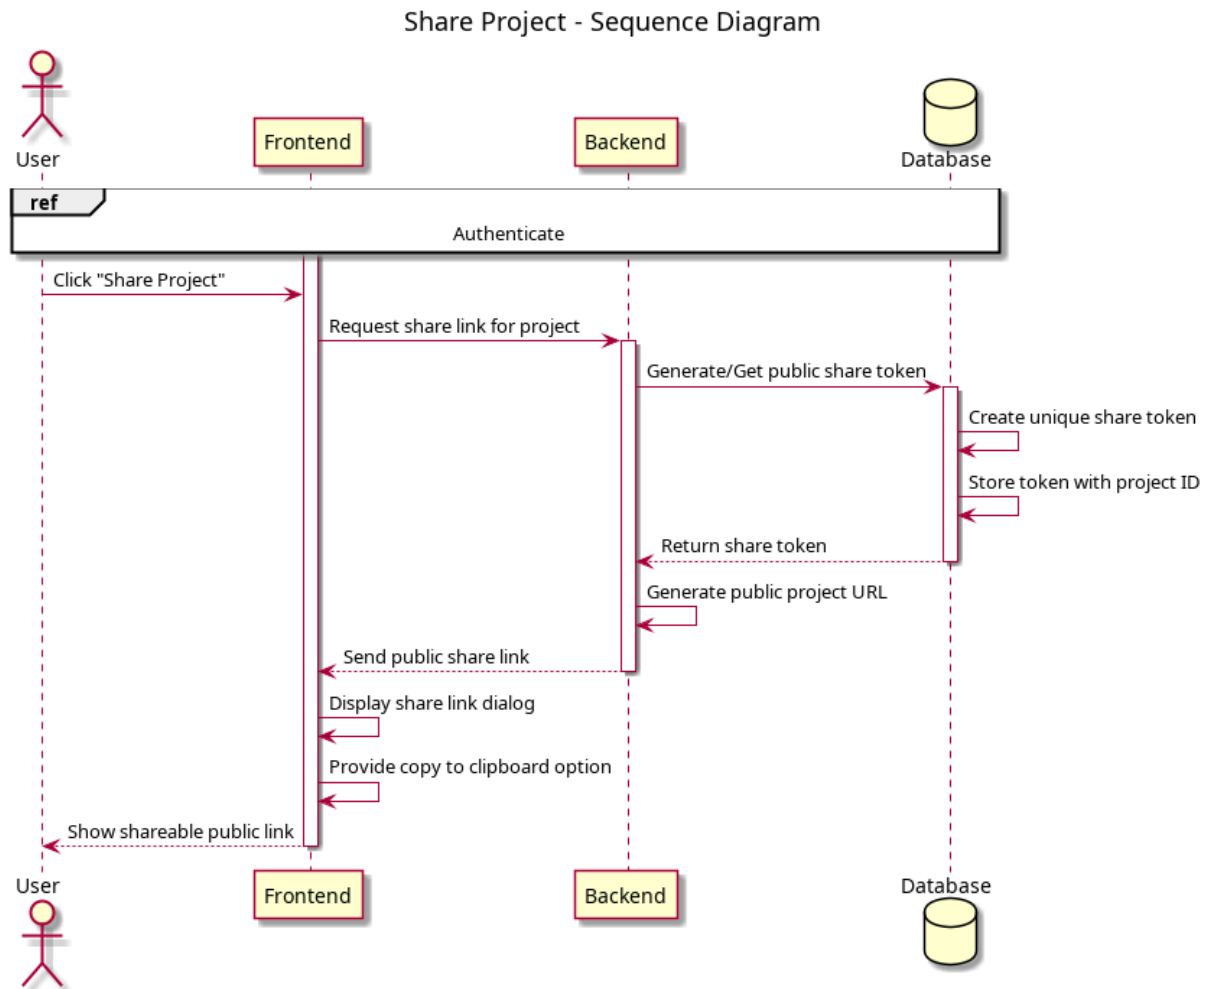 Share Project - Sequence Diagram
User
Frontend
Backend
Database
ref
Authenticate
Click "Share Project"
Request share link for project
Generate/Get public share token
Create unique share token
Store token with project ID
Return share token
Generate public project URL
Send public share link
Display share link dialog
Provide copy to clipboard option
Show shareable public link
User
Frontend
Backend
Database